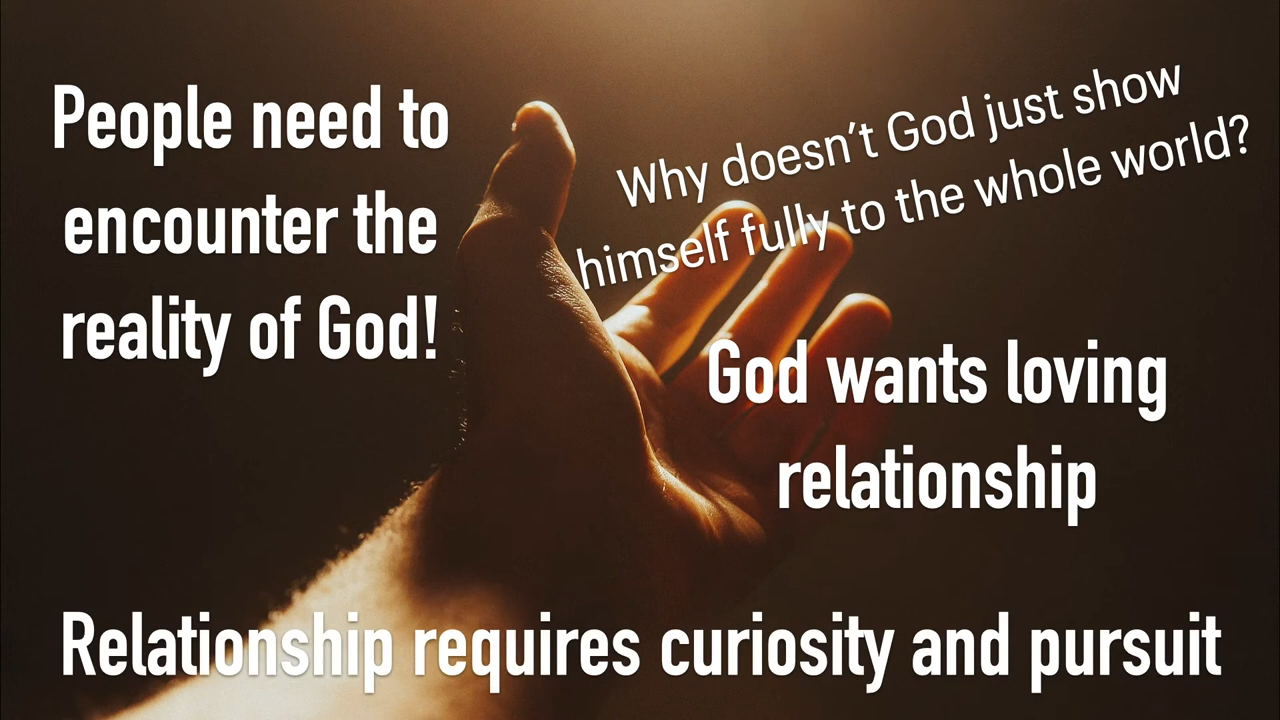 People need to
encounter the
reality of God!
Why doesn’t God just show
himself fully to the whole world?
God wants loving
relationship
Relationship requires curiosity and pursuit